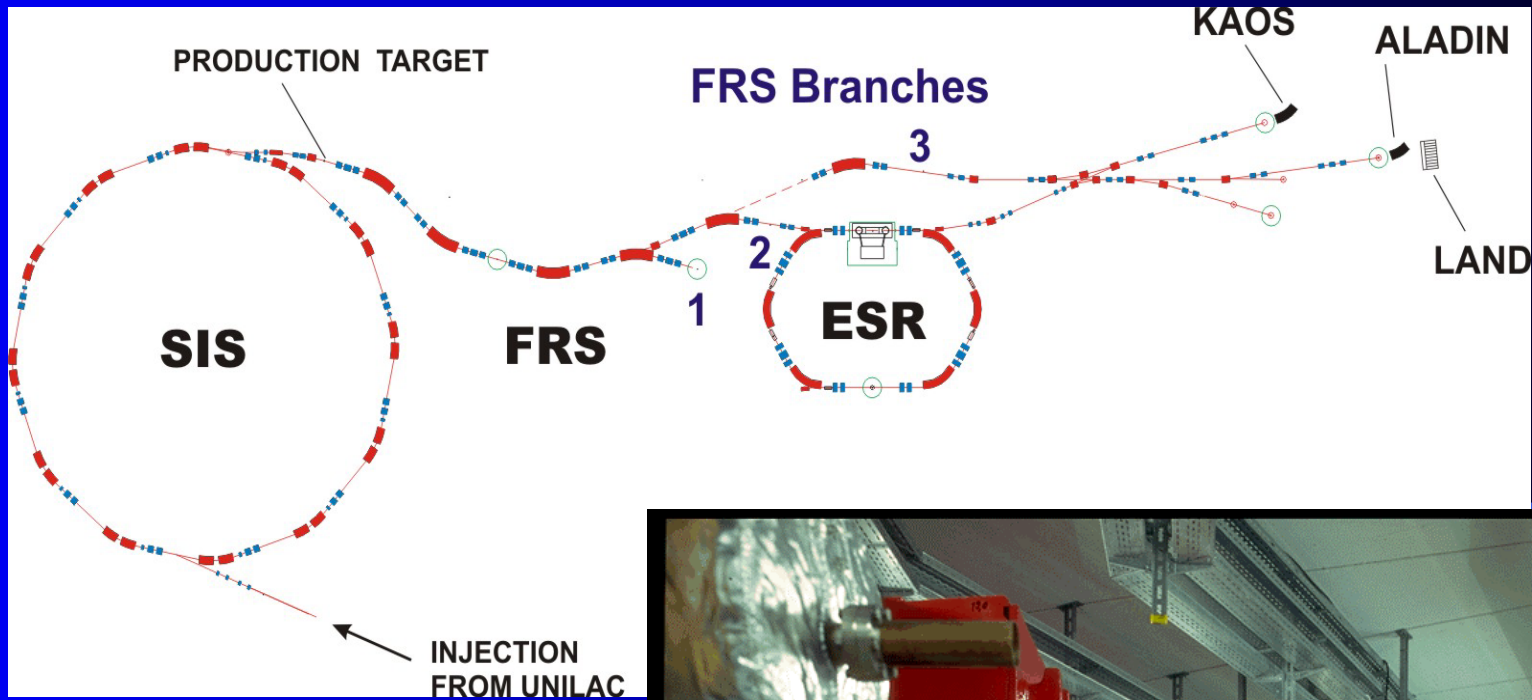 KAOS
ALADIN
PRODUCTION TARGET
FRS Branches
3
2
1
LAND
SIS
FRS
ESR
INJECTION
FROM UNILAC